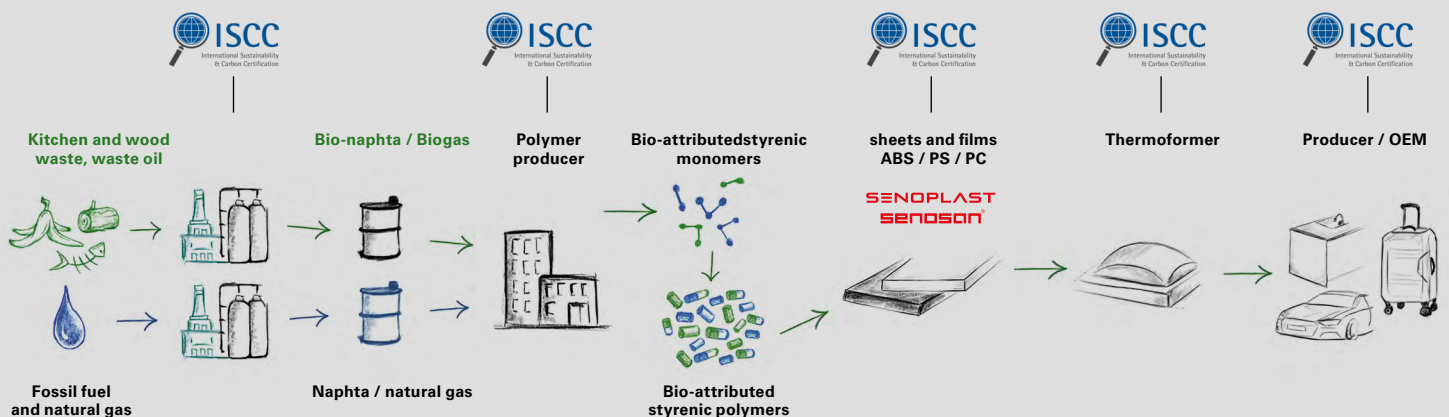 ISCC
International Sustainability
& Carbon Certification
ISCC
International Sustainability
& Carbon Certification
ISCC
International Sustainability
& Carbon Certification
ISCC
International Sustainability
& Carbon Certification
ISCC
International Sustainability
& Carbon Certification
Kitchen and wood
waste, waste oil
Bio-naphta / Biogas
Polymer
producer
Bio-attributedstyrenic
monomers
sheets and films
ABS / PS / PC
Thermoformer
Producer / OEM
SENOPLAST
senosan®
Fossil fuel
and natural gas
Naphta / natural gas
Bio-attributed
styrenic polymers